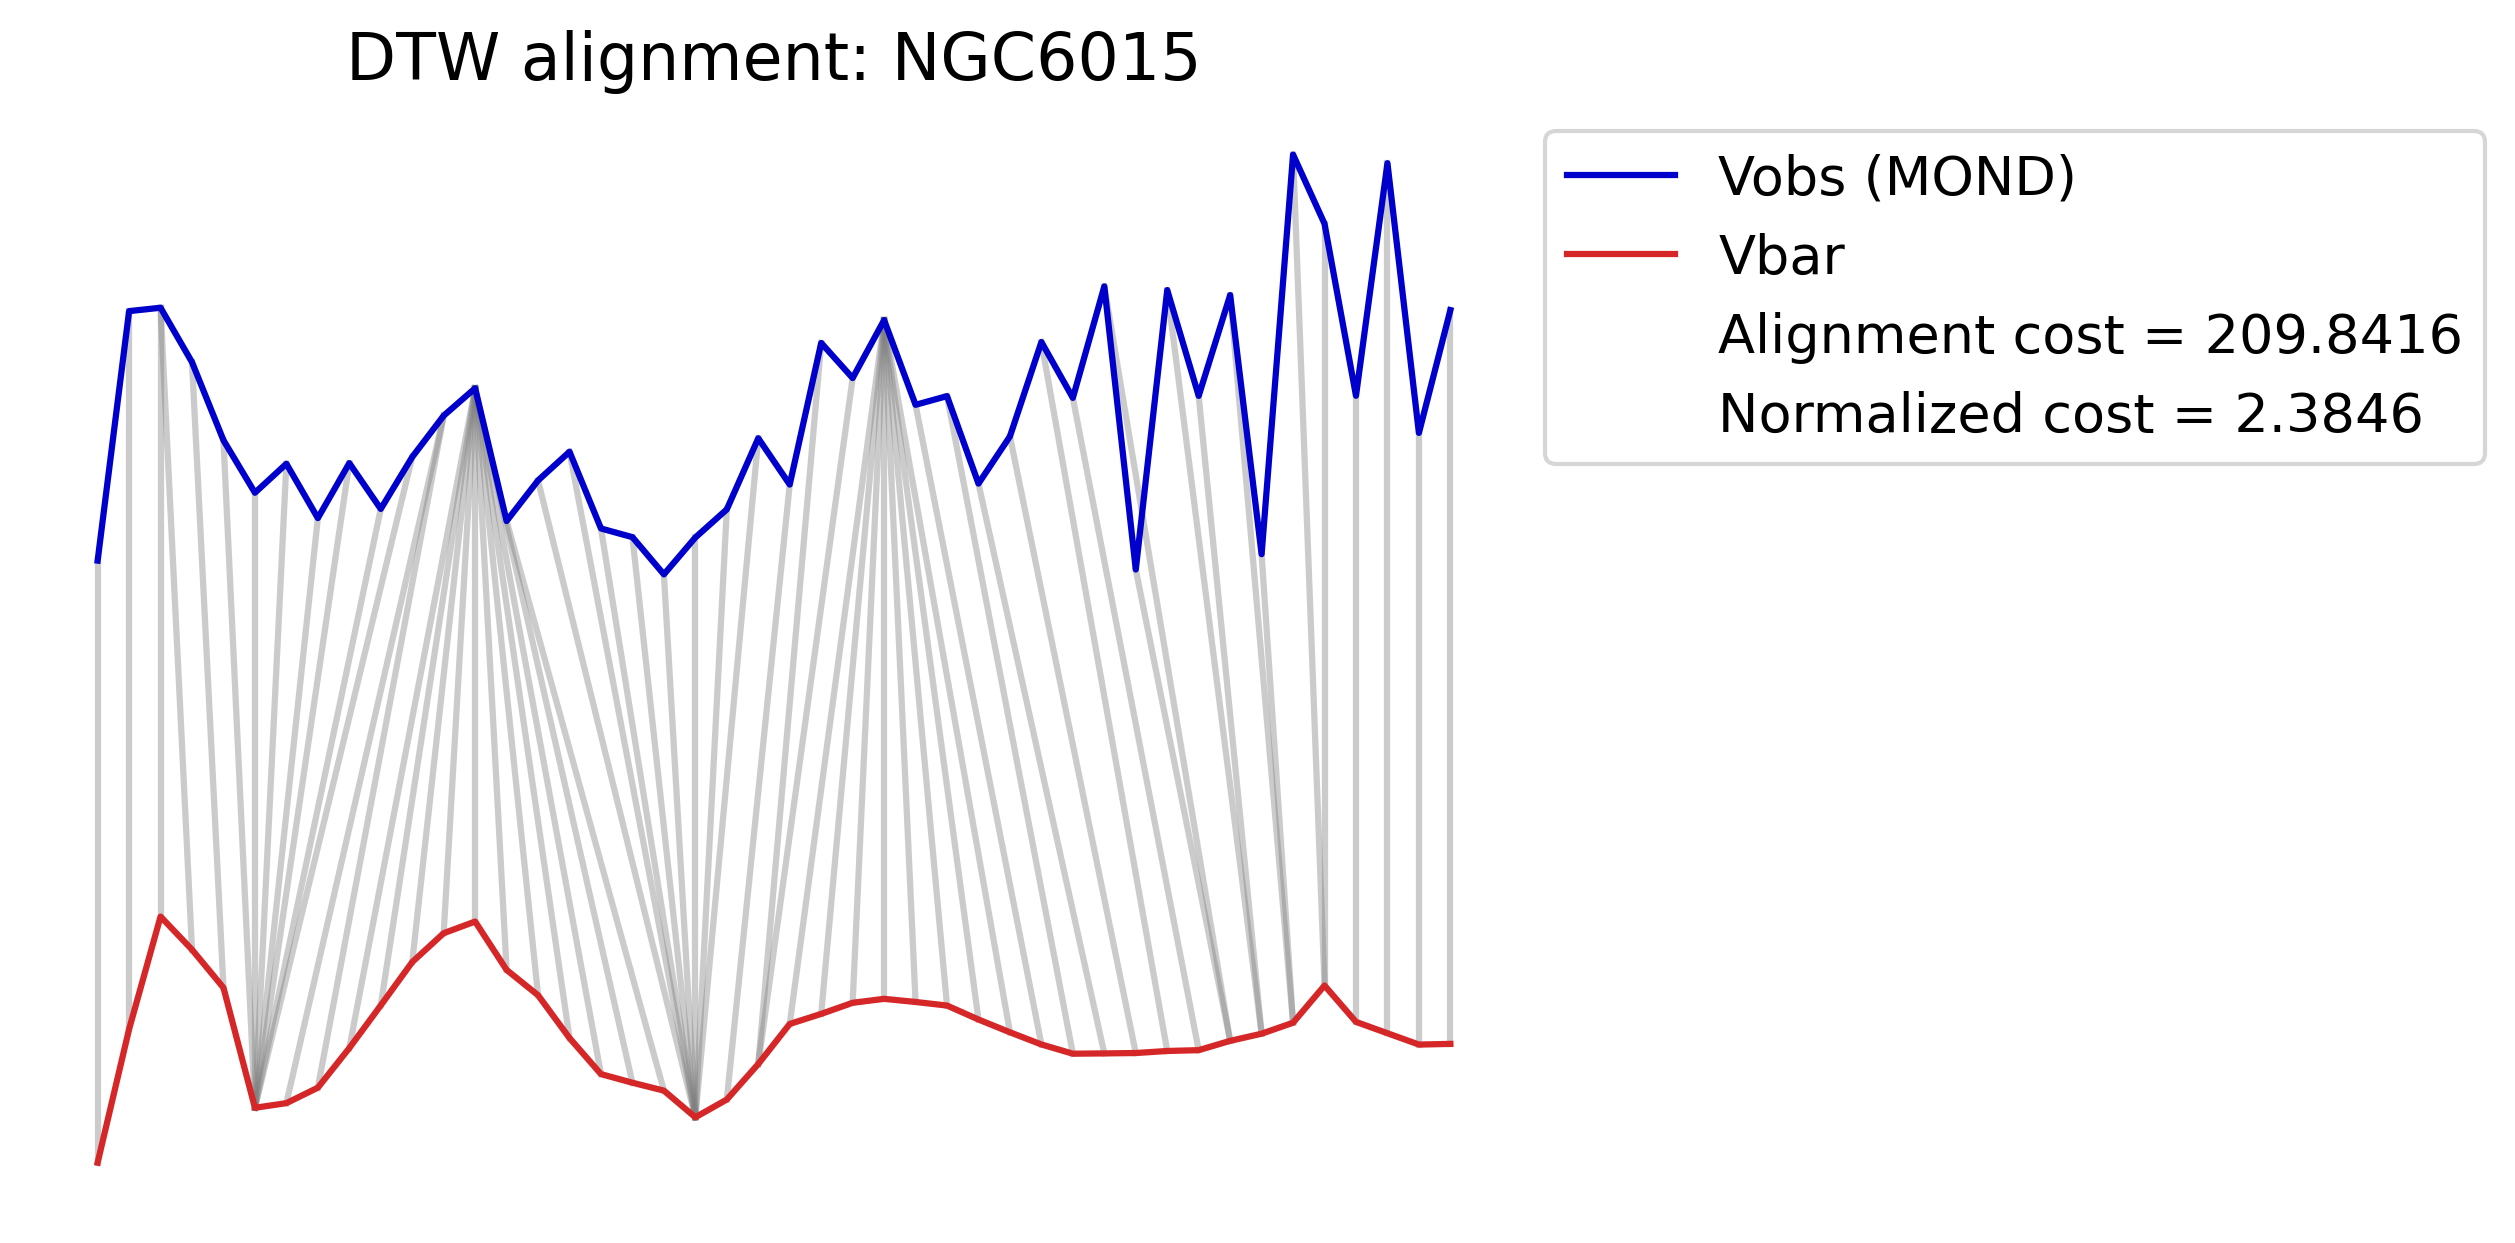 DTW alignment: NGC6015
Vobs (MOND)
Vbar
Alignment cost = 209.8416
Normalized cost = 2.3846